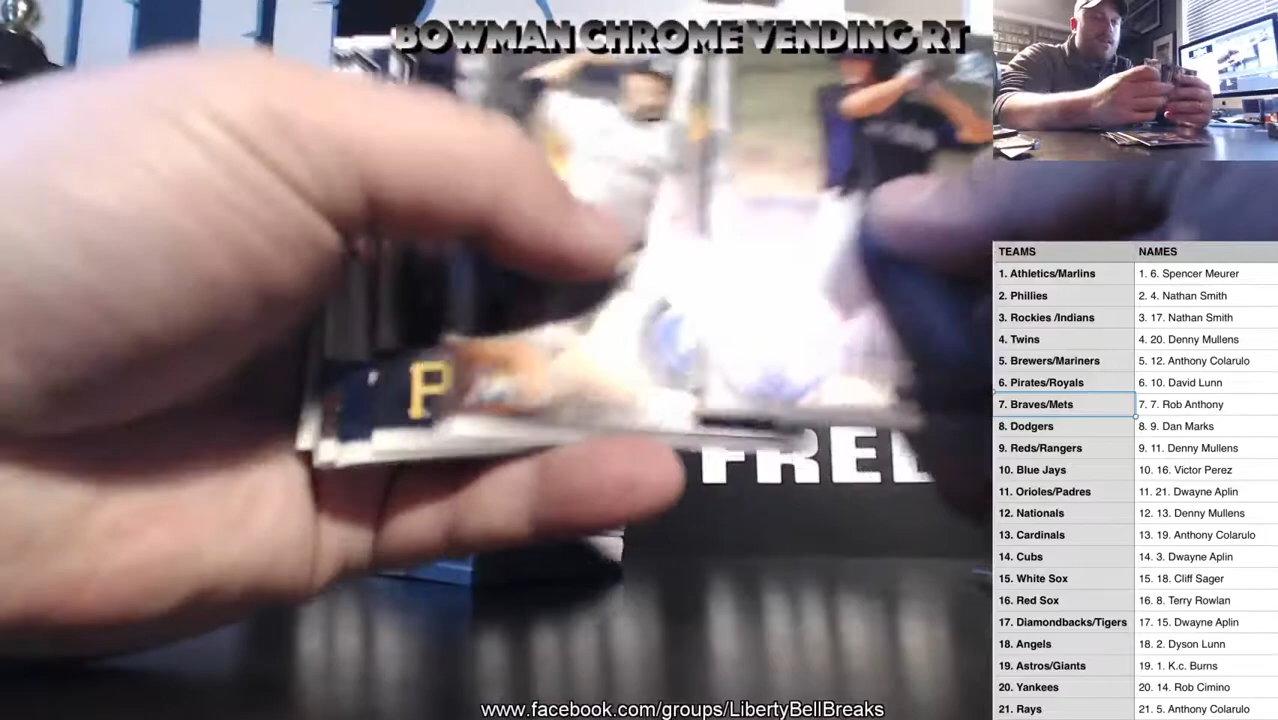 BOWMAN CHROME VENDING RT
P
FREE
TEAMS NAMES
1. Athletics/Marlins 1. 6. Spencer Meurer
2. Phillies 2. 4. Nathan Smith
3. Rockies /Indians 3. 17. Nathan Smith
4. Twins 4. 20. Denny Mullens
5. Brewers/Mariners 5. 12. Anthony Colarulo
6. Pirates/Royals 6. 10. David Lunn
7. Braves/Mets 7. 7. Rob Anthony
8. Dodgers 8. 9. Dan Marks
9. Reds/Rangers 9. 11. Denny Mullens
10. Blue Jays 10. 16. Victor Perez
11. Orioles/Padres 11. 21. Dwayne Aplin
12. Nationals 12. 13. Denny Mullens
13. Cardinals 13. 19. Anthony Colarulo
14. Cubs 14. 3. Dwayne Aplin
15. White Sox 15. 18. Cliff Sager
16. Red Sox 16. 8. Terry Rowlan
17. Diamondbacks/Tigers 17. 15. Dwayne Aplin
18. Angels 18. 2. Dyson Lunn
19. Astros/Giants 19. 1. K.c. Burns
20. Yankees 20. 14. Rob Cimino
21. Rays 21. 5. Anthony Colarulo
www.facebook.com/groups/LibertyBellBreaks